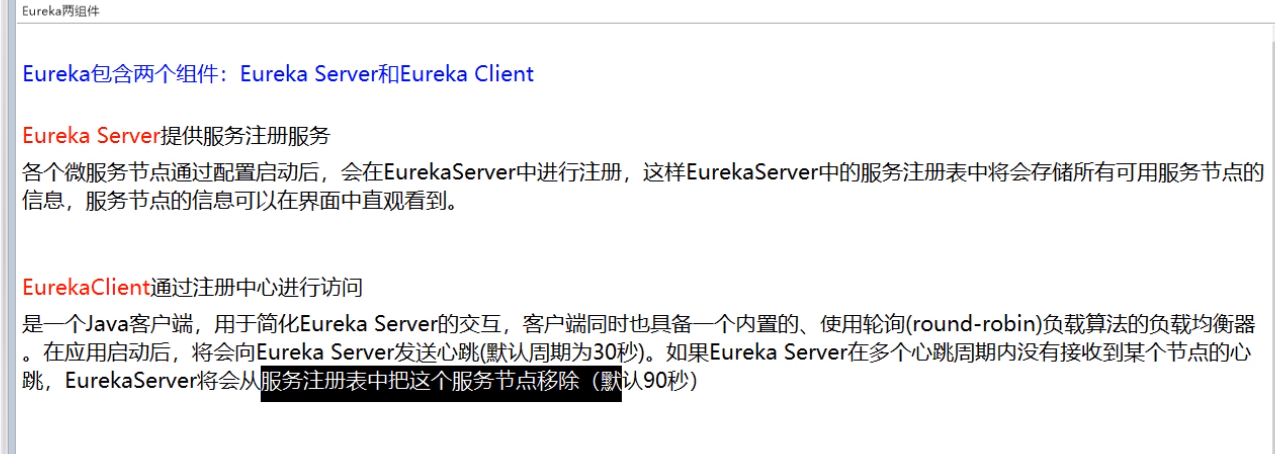 Eureka两组件
Eureka包含两个组件：Eureka Server和Eureka Client
Eureka Server提供服务注册服务
各个微服务节点通过配置启动后，会在EurekaServer中进行注册，这样EurekaServer中的服务注册表中将会存储所有可用服务节点的
信息，服务节点的信息可以在界面中直观看到。
EurekaClient通过注册中心进行访问
是一个Java客户端，用于简化Eureka Server的交互，客户端同时也具备一个内置的、使用轮询(round-robin)负载算法的负载均衡器
。在应用启动后，将会向Eureka Server发送心跳(默认周期为30秒)。如果Eureka Server在多个心跳周期内没有接收到某个节点的心
跳，EurekaServer将会从服务注册表中把这个服务节点移除（默认90秒）